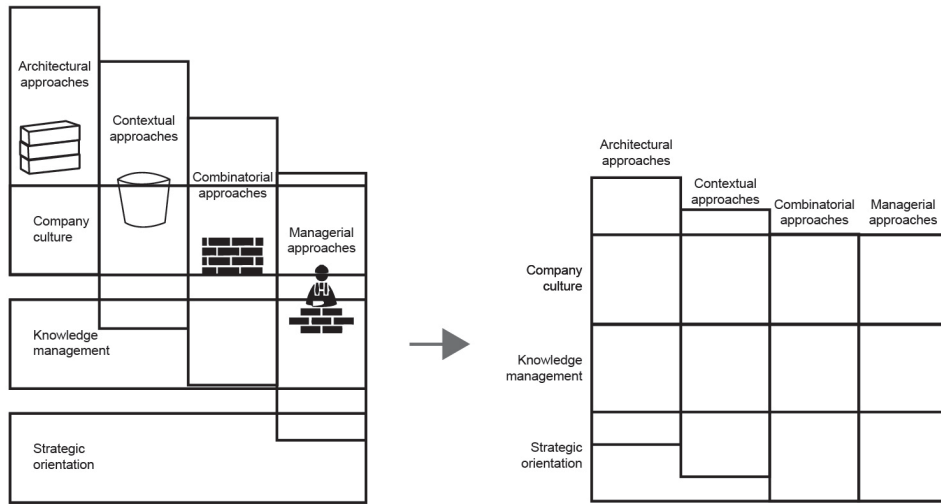 Architectural
approaches
Contextual
approaches
Combinatorial
approaches
Company
culture
Managerial
approaches
Knowledge
management
Strategic
orientation
Architectural
approaches
Contextual
approaches
Combinatorial
approaches
Managerial
approaches
Company
culture
Knowledge
management
Strategic
orientation